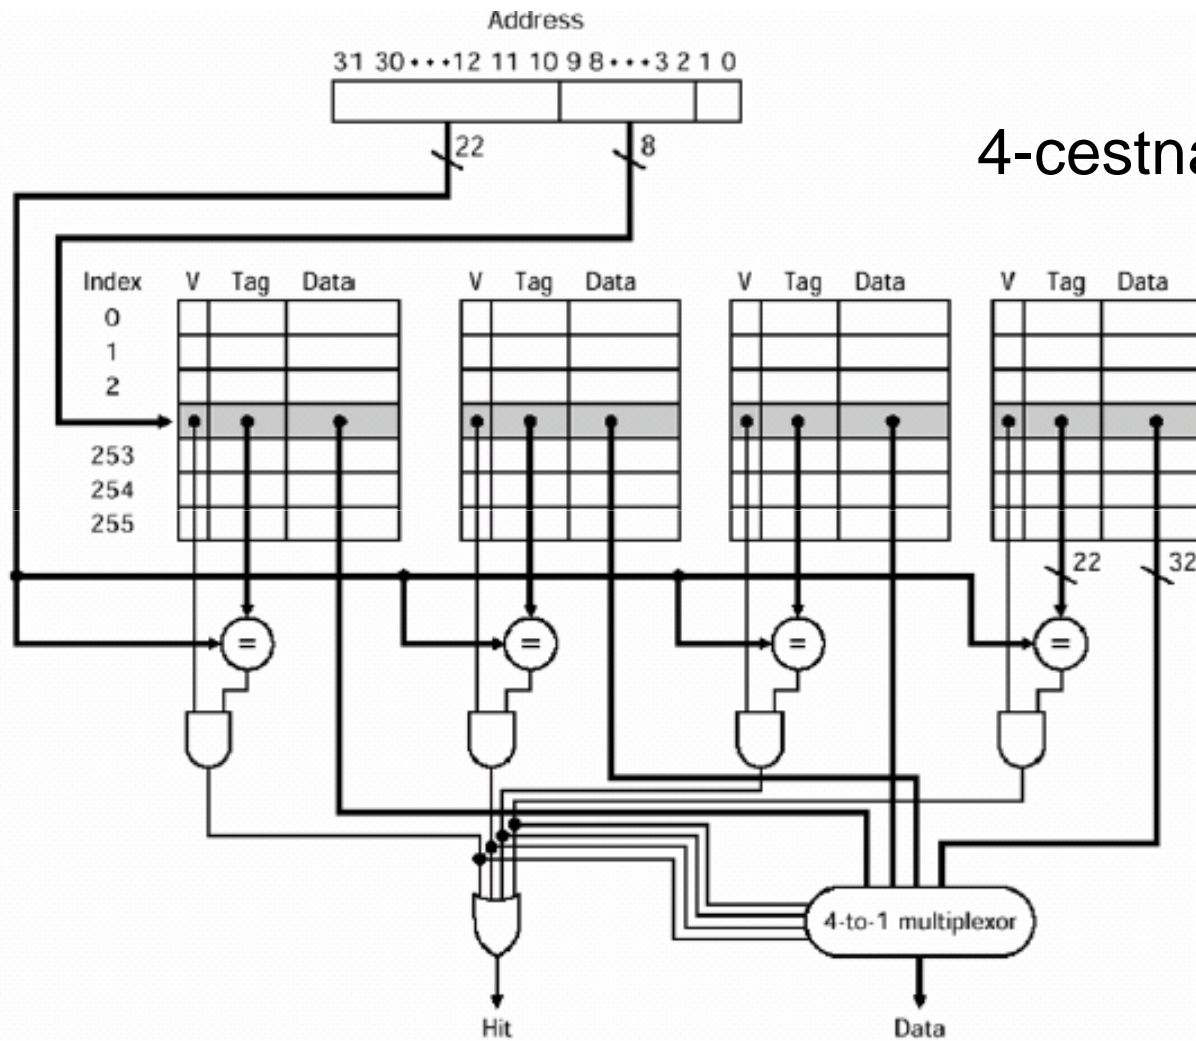 Address
31 30···12 11 10 9 8···3 2 1 0
22
8
Index V Tag Data V Tag Data V Tag Data V Tag Data
0
1
2
253
254
255
22
32
= = = =
4-to-1 multiplexor
Hit
Data